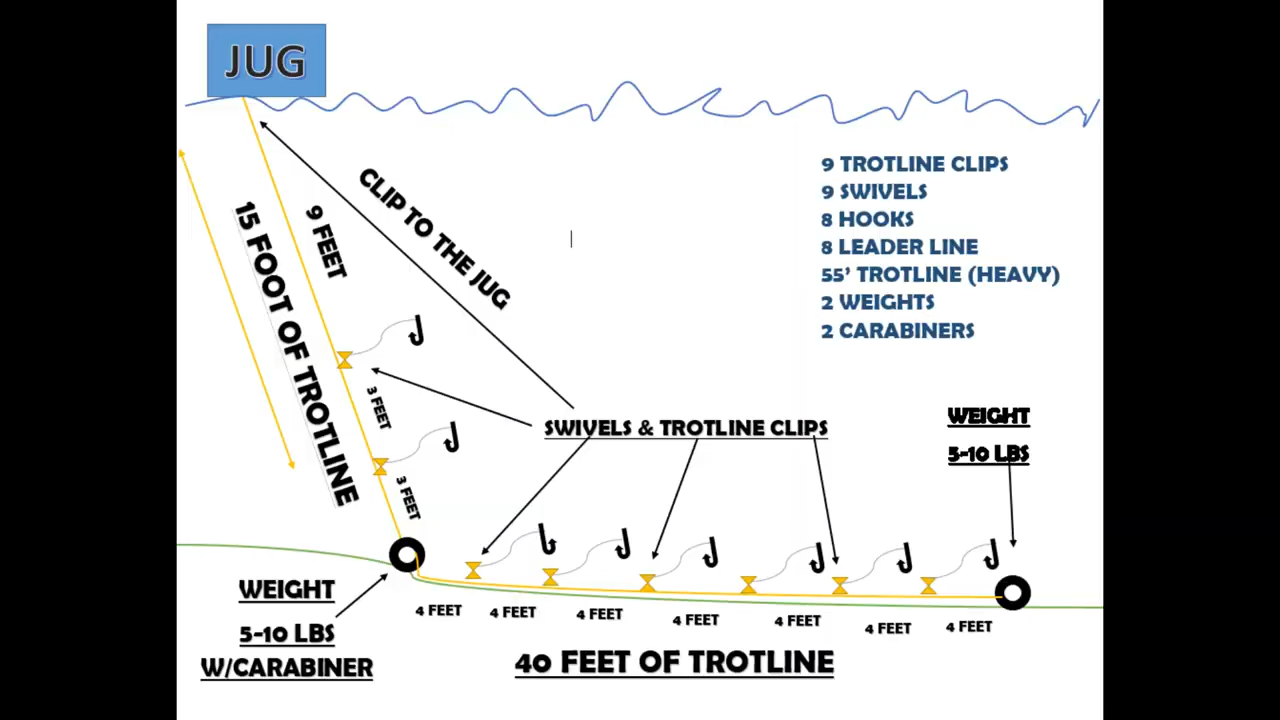 JUG
CLIP TO THE JUG
9 FEET
15 FOOT OF TROTLINE
3 FEET
3 FEET
9 TROTLINE CLIPS
9 SWIVELS
8 HOOKS
8 LEADER LINE
55’ TROTLINE (HEAVY)
2 WEIGHTS
2 CARABINERS
SWIVELS & TROTLINE CLIPS
WEIGHT
5-10 LBS
WEIGHT
5-10 LBS
W/CARABINER
4 FEET
4 FEET
4 FEET
4 FEET
4 FEET
4 FEET
4 FEET
40 FEET OF TROTLINE